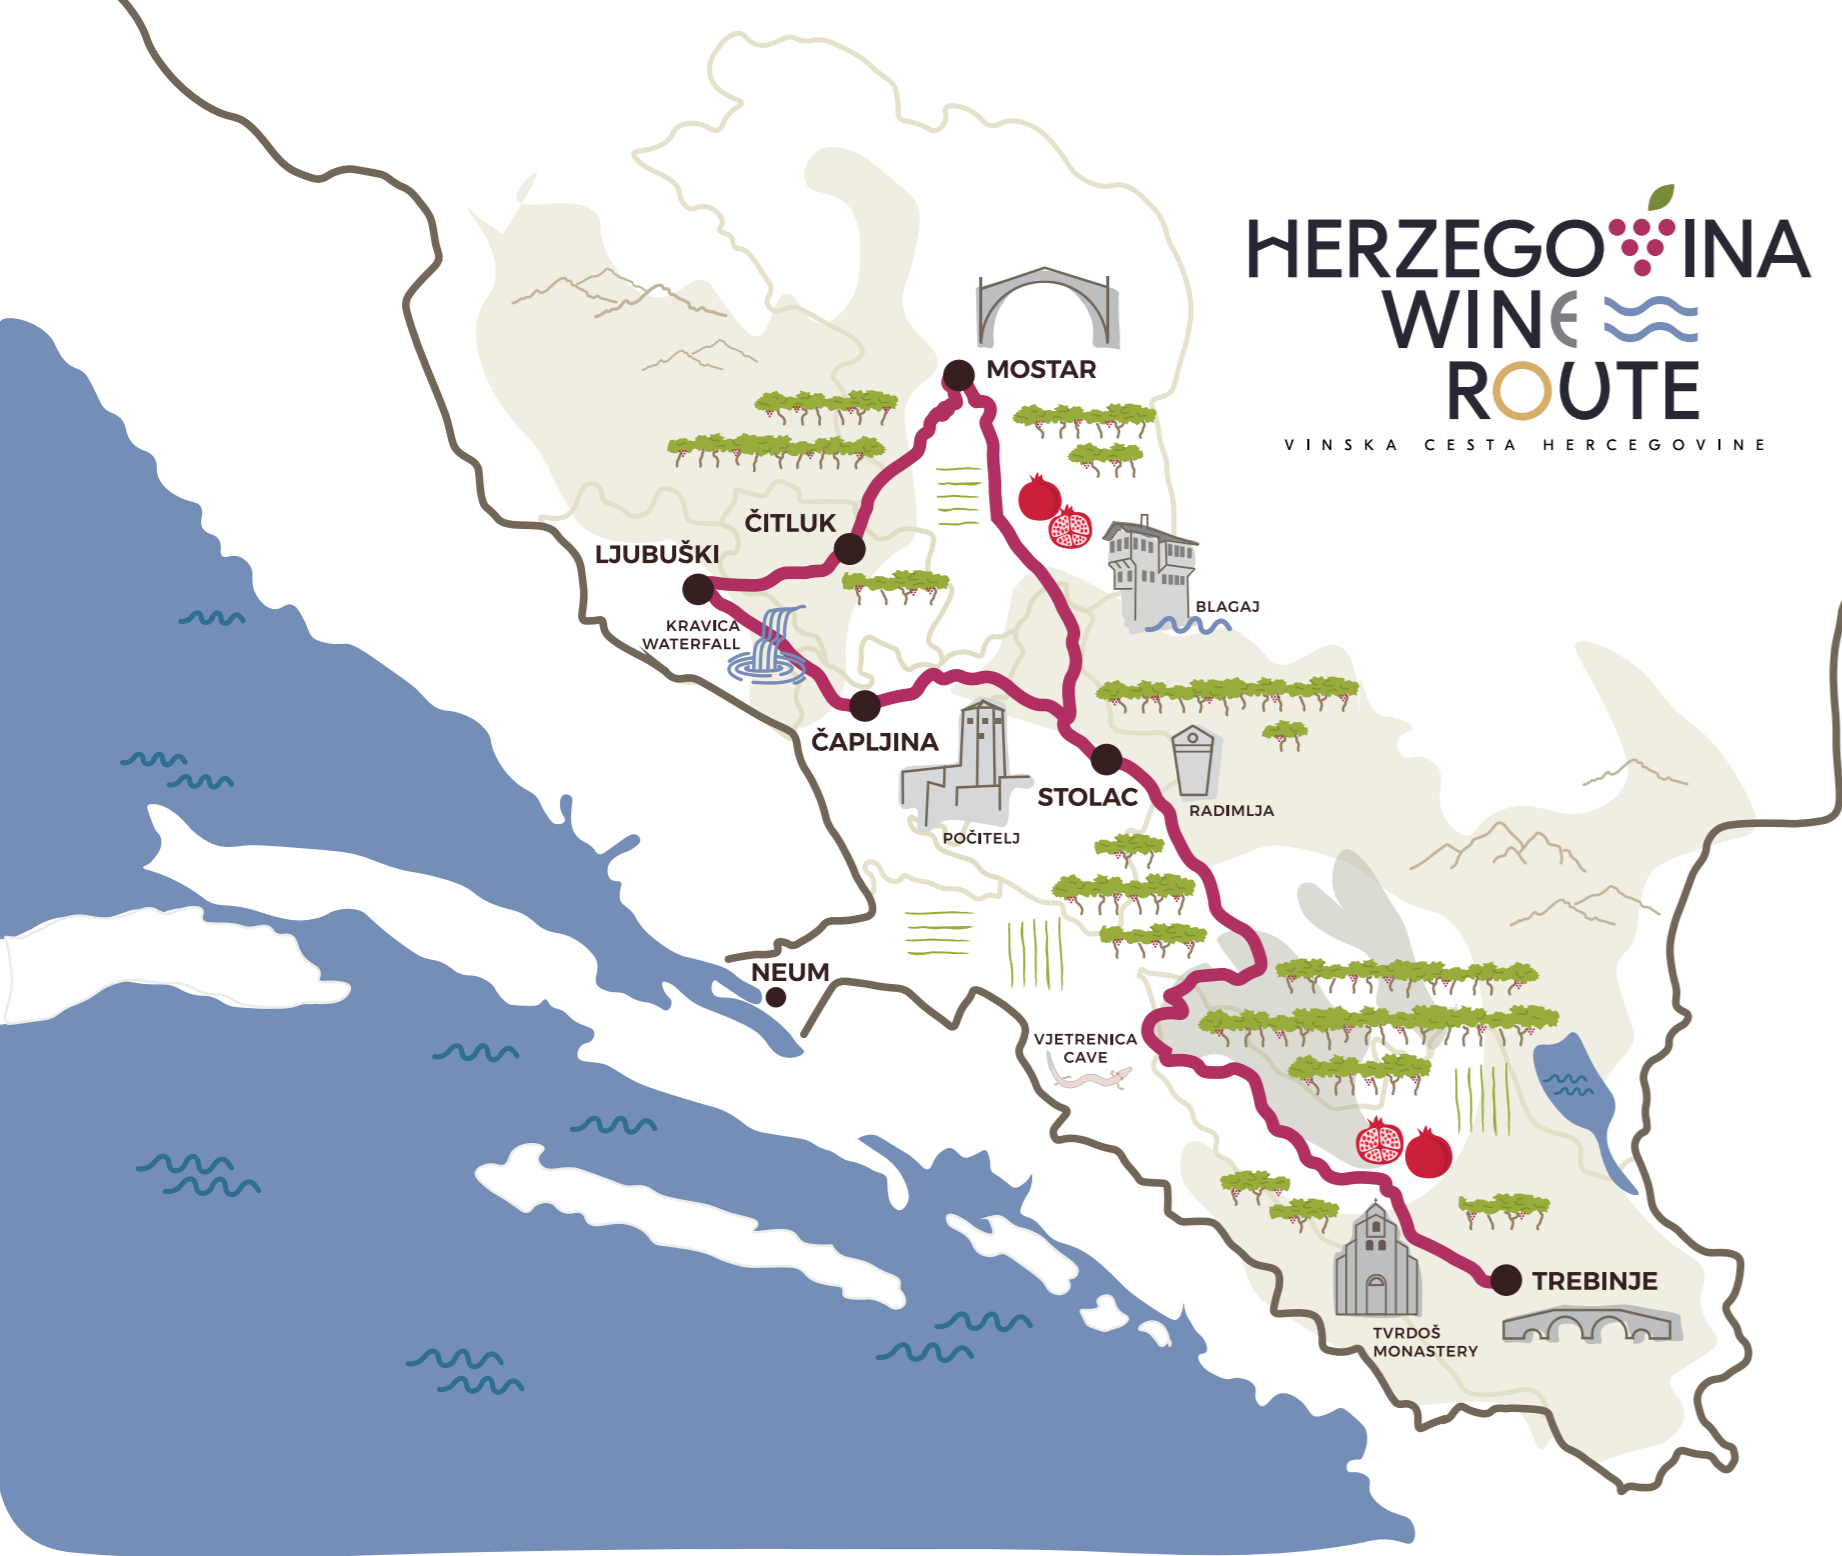 HERZEGOVINA
WINE
ROUTE
VINSKA CESTA HERCEGOVINE
MOSTAR
ČITLUK
LJUBUŠKI
BLAGAJ
KRAVICA
WATERFALL
ČAPLJINA
STOLAC
RADIMLJA
POČITELJ
NEUM
VJETRENICA
CAVE
TREBINJE
TVRDOŠ
MONASTERY